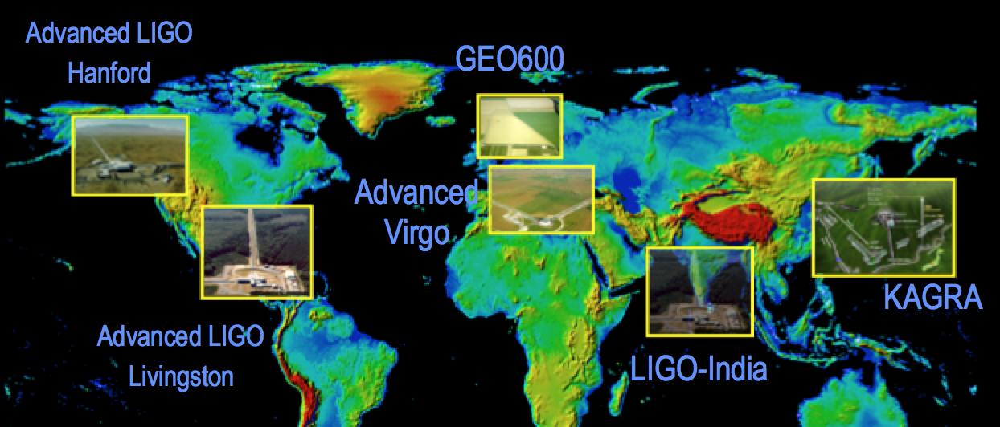 Advanced LIGO
Hanford
GEO600
Advanced
Virgo
KAGRA
Advanced LIGO
Livingston
LIGO-India